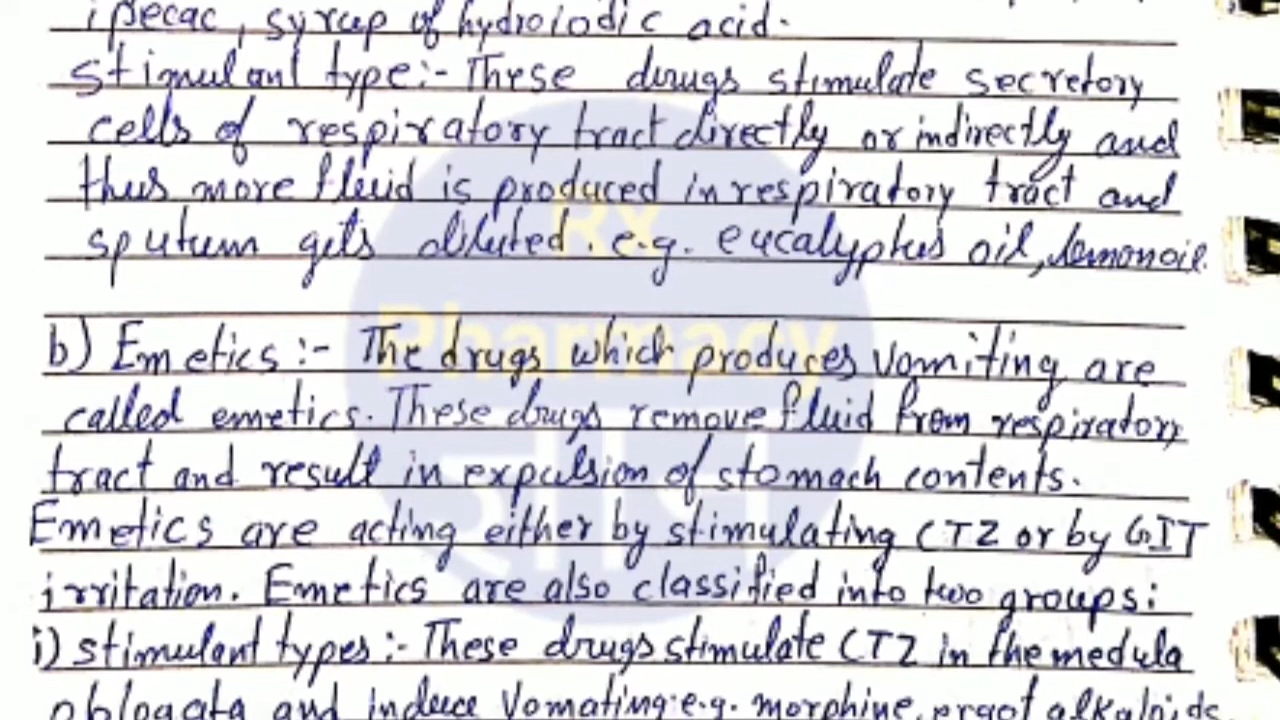 ipecac, syrup of hydroiodic acid.
stimulant type:- These drugs stimulate secretory
cells of respiratory tract directly or indirectly and
thus more fluid is produced in respiratory tract and
sputum gets diluted. e.g. eucalyptus oil, lemon oil.
Rx
Pharmacy
ज्ञान
b) Emetics :- The drugs which produces vomiting are
called emetics. These drugs remove fluid from respiratory
tract and result in expulsion of stomach contents.
Emetics are acting either by stimulating CTZ or by GIT
irritation. Emetics are also classified into two groups:
i) stimulant types :- These drugs stimulate CTZ in the medula
oblogata and induce Vomating: e.g. morphine, ergot alkaloids